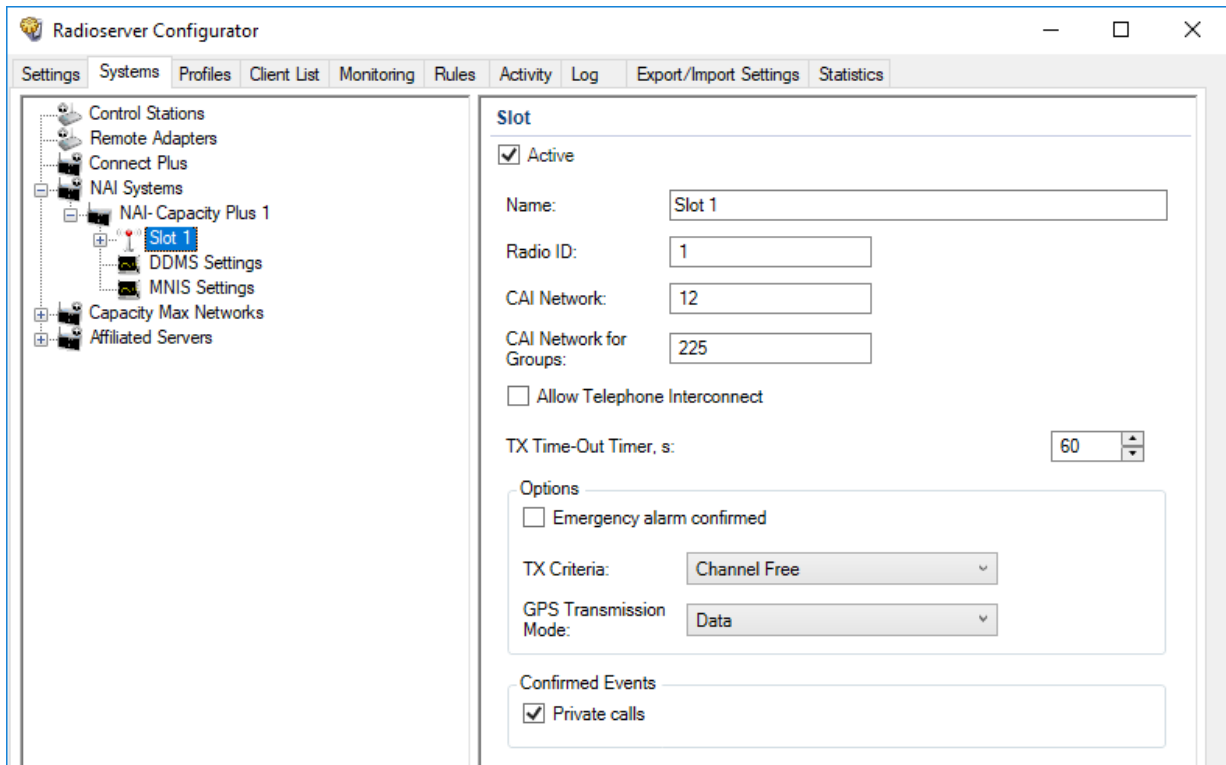 Radioserver Configurator
Settings Systems Profiles Client List Monitoring Rules Activity Log Export/Import Settings Statistics
Control Stations
Remote Adapters
Connect Plus
NAI Systems
NAI- Capacity Plus 1
Slot 1
DDMS Settings
MNIS Settings
Capacity Max Networks
Affiliated Servers
Slot
Active
Name: Slot 1
Radio ID: 1
CAI Network: 12
CAI Network for
Groups: 225
Allow Telephone Interconnect
TX Time-Out Timer, s: 60
Options
Emergency alarm confirmed
TX Criteria: Channel Free
GPS Transmission
Mode: Data
Confirmed Events
Private calls